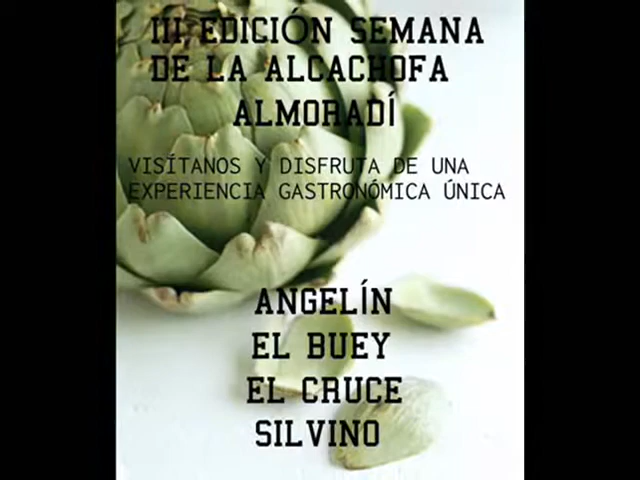 III EDICIÓN SEMANA
DE LA ALCACHOFA
ALMORADÍ
VISÍTANOS Y DISFRUTA DE UNA
EXPERIENCIA GASTRONÓMICA ÚNICA
ANGELÍN
EL BUEY
EL CRUCE
SILVINO